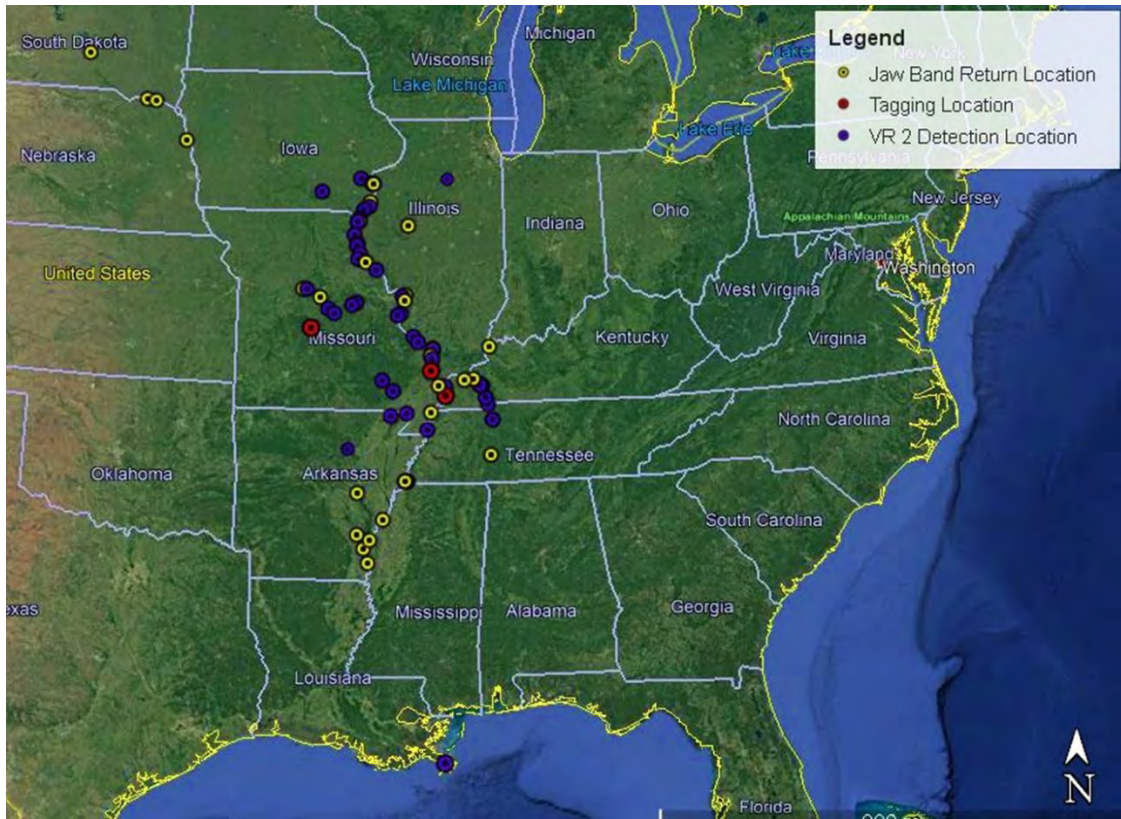 Legend
Jaw Band Return Location
Tagging Location
VR 2 Detection Location
New York
South Dakota
Michigan
Wisconsin
Lake Michigan
Lake Erie
Pennsylvania
Nebraska
Iowa
Illinois
Indiana
Ohio
New Jersey
Appalachian Mountains
Maryland
Washington
United States
West Virginia
Missouri
Kentucky
Virginia
North Carolina
Oklahoma
Arkansas
Tennessee
South Carolina
exas
Mississippi
Alabama
Georgia
Louisiana
Florida
N